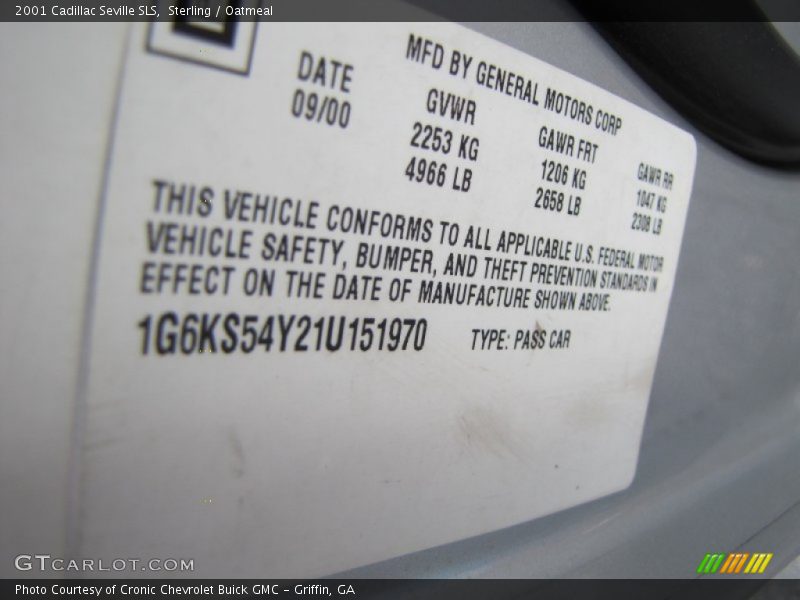 2001 Cadillac Seville SLS, Sterling / Oatmeal
MFD BY GENERAL MOTORS CORP
DATE GVWR GAWR FRT GAWR RR
09/00 2253 KG 1206 KG 1047 KG
4966 LB 2658 LB 2308 LB
THIS VEHICLE CONFORMS TO ALL APPLICABLE U.S. FEDERAL MOTOR
VEHICLE SAFETY, BUMPER, AND THEFT PREVENTION STANDARDS IN
EFFECT ON THE DATE OF MANUFACTURE SHOWN ABOVE.
1G6KS54Y21U151970 TYPE: PASS CAR
GTCARLOT.COM
Photo Courtesy of Cronic Chevrolet Buick GMC - Griffin, GA